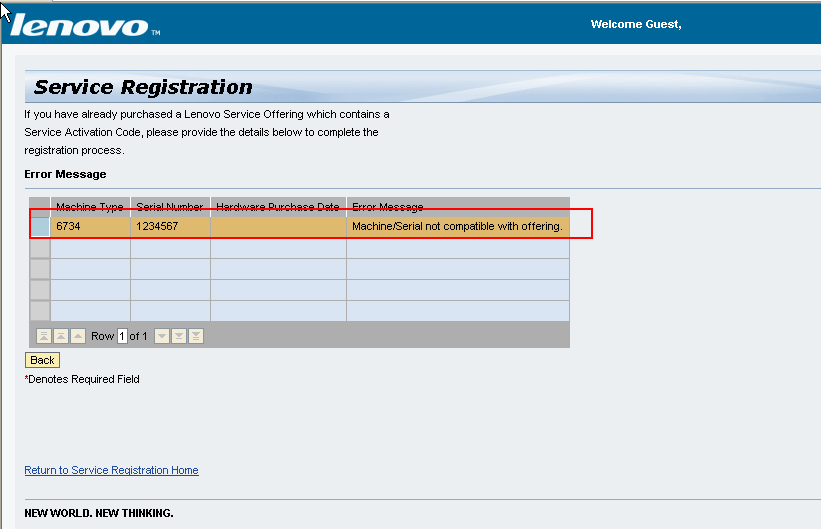 lenovo TM
Welcome Guest,
Service Registration
If you have already purchased a Lenovo Service Offering which contains a
Service Activation Code, please provide the details below to complete the
registration process.
Error Message
Machine Type Serial Number Hardware Purchase Date Error Message
6734 1234567 Machine/Serial not compatible with offering.
Row 1 of 1
Back
*Denotes Required Field
Return to Service Registration Home
NEW WORLD. NEW THINKING.